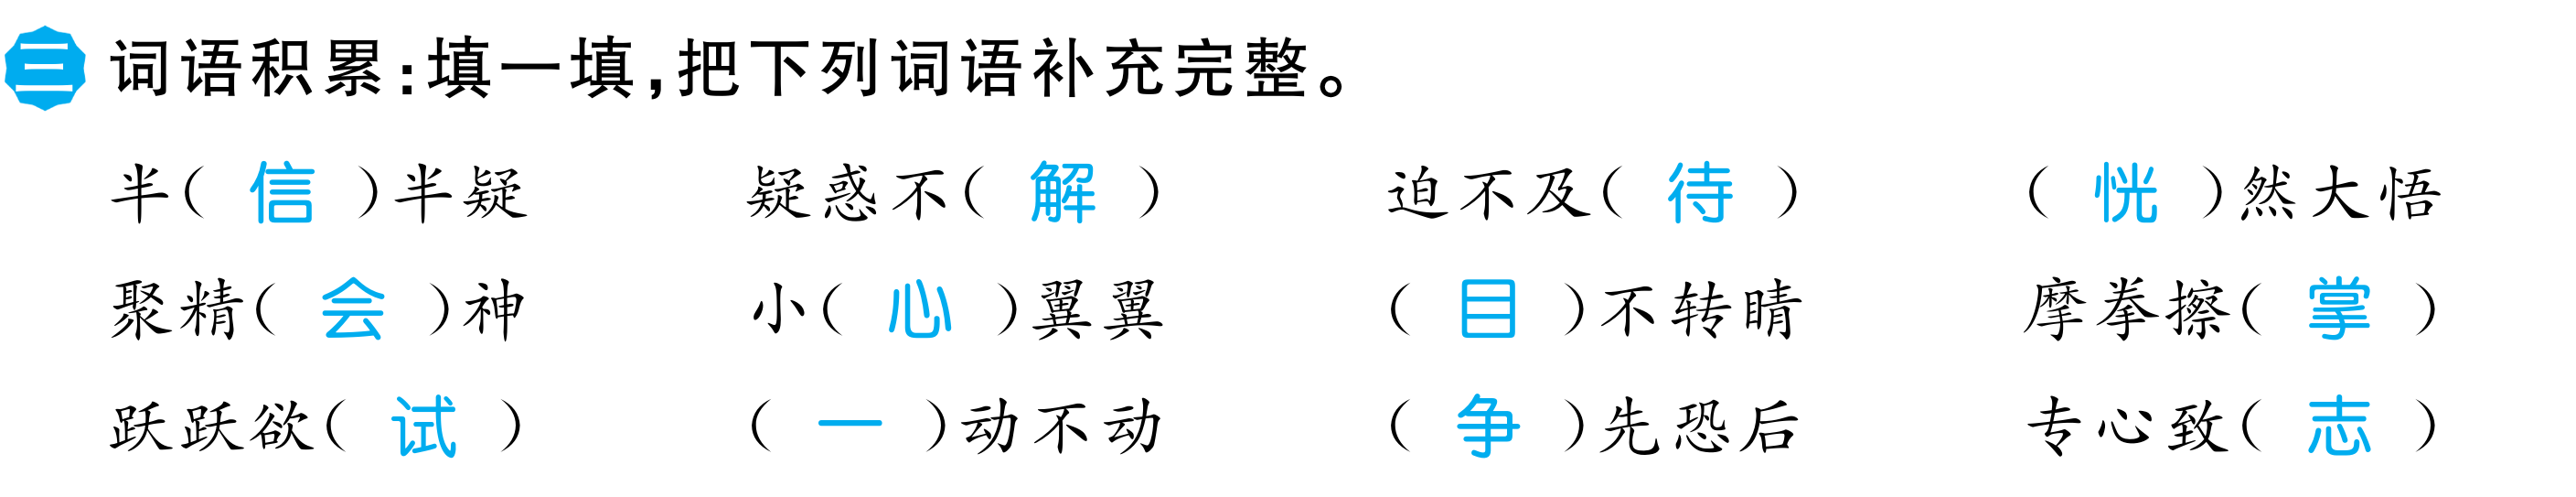 三 词语积累:填一填,把下列词语补充完整。
半( 信 )半疑 疑惑不( 解 ) 迫不及( 待 ) ( 恍 )然大悟
聚精( 会 )神 小( 心 )翼翼 ( 目 )不转睛 摩拳擦( 掌 )
跃跃欲( 试 ) ( 一 )动不动 ( 争 )先恐后 专心致( 志 )